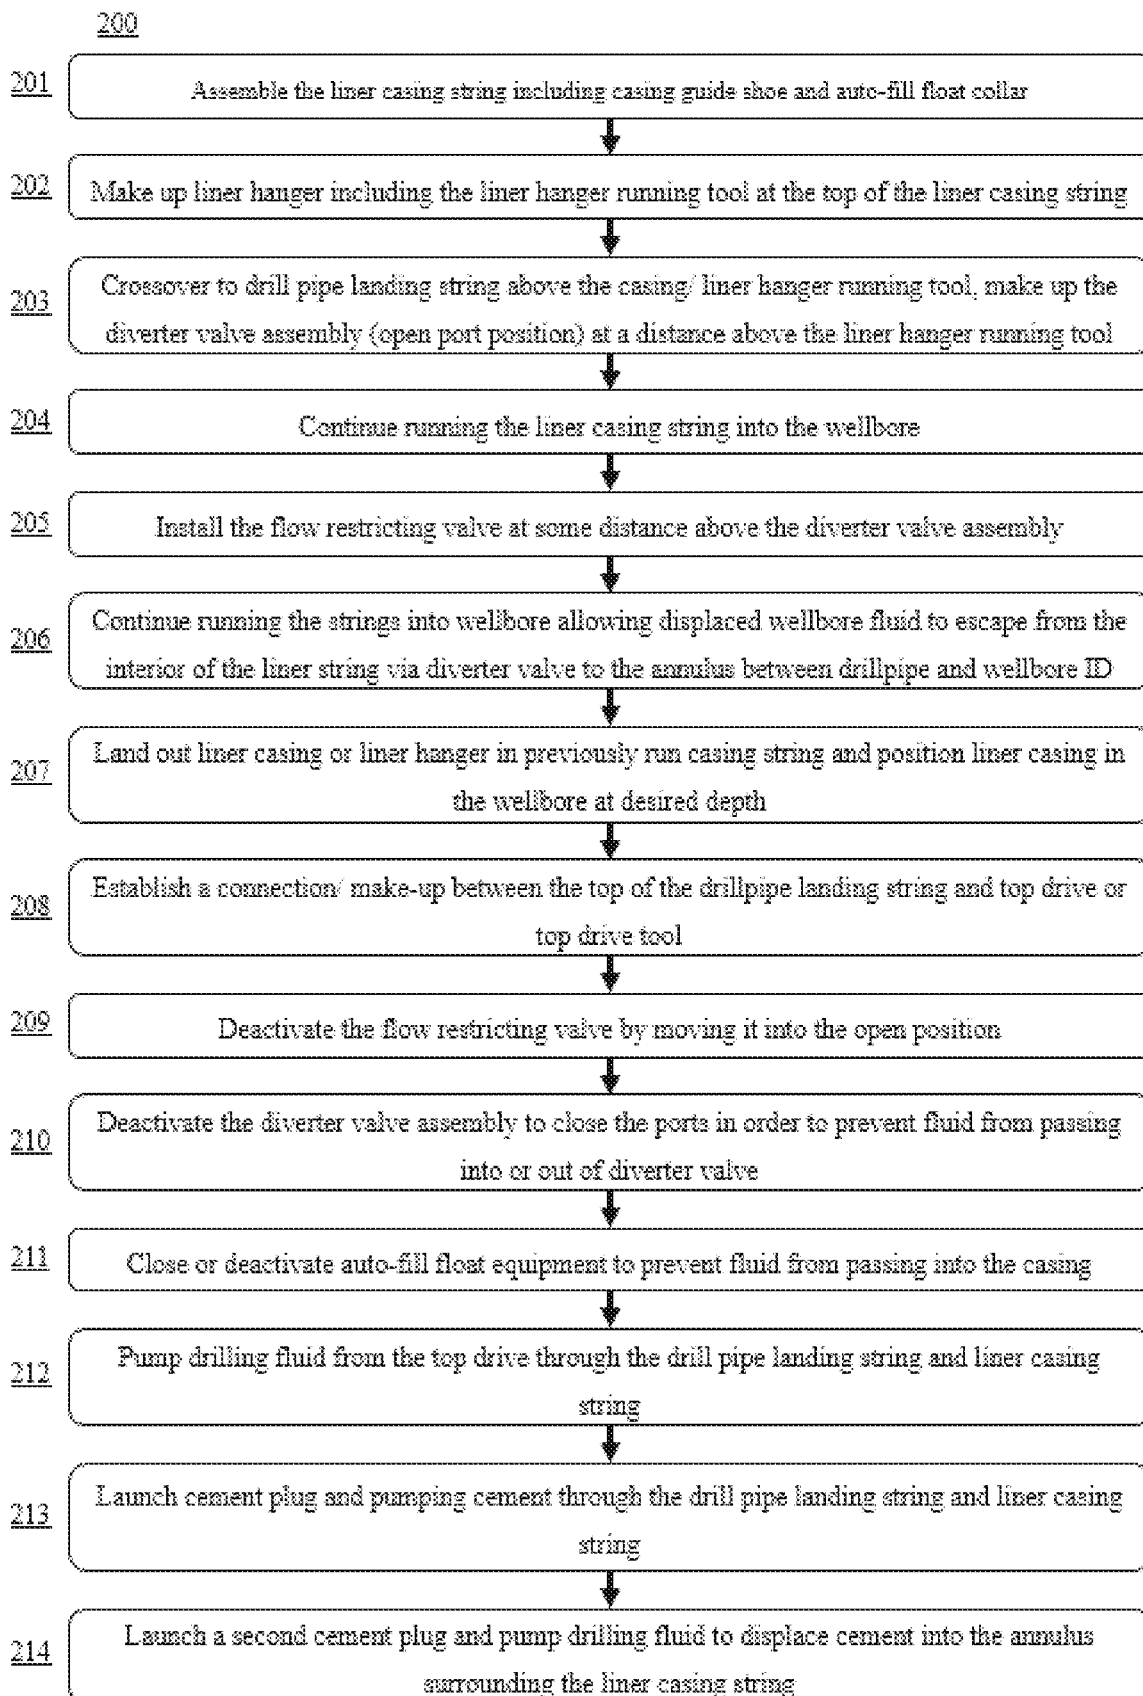 200
201
Assemble the liner casing string including casing guide shoe and auto-fill float collar
202
Make up liner hanger including the liner hanger running tool at the top of the liner casing string
203
Crossover to drill pipe landing string above the casing/ liner hanger running tool, make up the
diverter valve assembly (open port position) at a distance above the liner hanger running tool
204
Continue running the liner casing string into the wellbore
205
Install the flow restricting valve at some distance above the diverter valve assembly
206
Continue running the strings into wellbore allowing displaced wellbore fluid to escape from the
interior of the liner string via diverter valve to the annulus between drillpipe and wellbore ID
207
Land out liner casing or liner hanger in previously run casing string and position liner casing in
the wellbore at desired depth
208
Establish a connection/ make-up between the top of the drillpipe landing string and top drive or
top drive tool
209
Deactivate the flow restricting valve by moving it into the open position
210
Deactivate the diverter valve assembly to close the ports in order to prevent fluid from passing
into or out of diverter valve
211
Close or deactivate auto-fill float equipment to prevent fluid from passing into the casing
212
Pump drilling fluid from the top drive through the drill pipe landing string and liner casing
string
213
Launch cement plug and pumping cement through the drill pipe landing string and liner casing
string
214
Launch a second cement plug and pump drilling fluid to displace cement into the annulus
surrounding the liner casing string